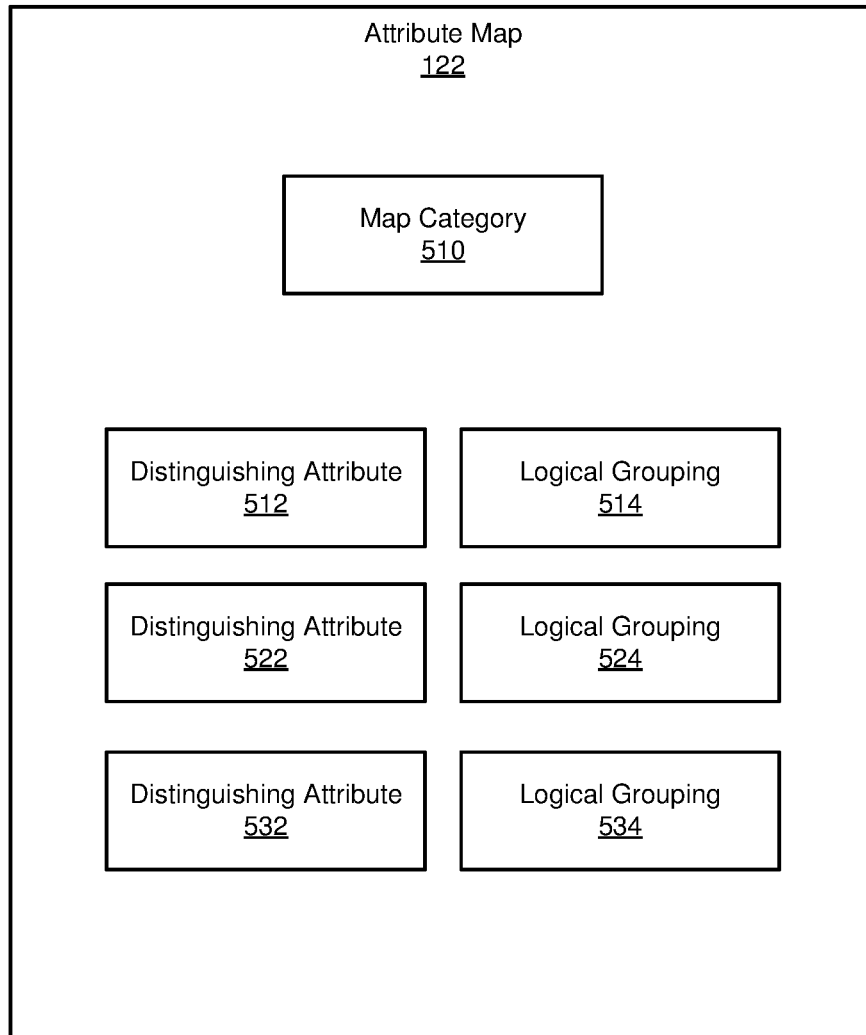 Attribute Map
122
Map Category
510
Distinguishing Attribute
512
Logical Grouping
514
Distinguishing Attribute
522
Logical Grouping
524
Distinguishing Attribute
532
Logical Grouping
534